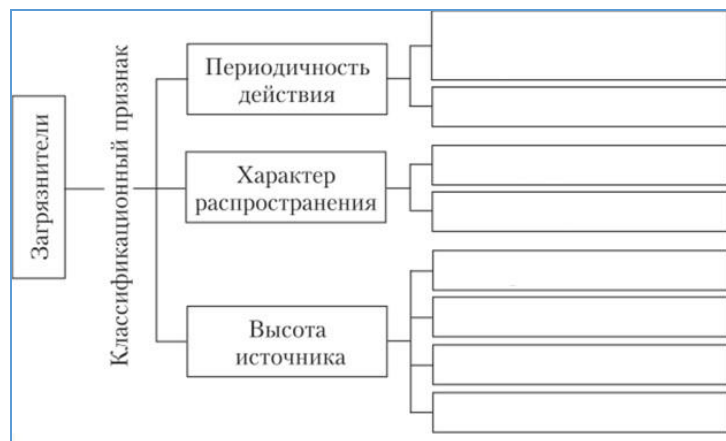 Загрязнители
Классификационный признак
Периодичность
действия
Характер
распространения
Высота
источника